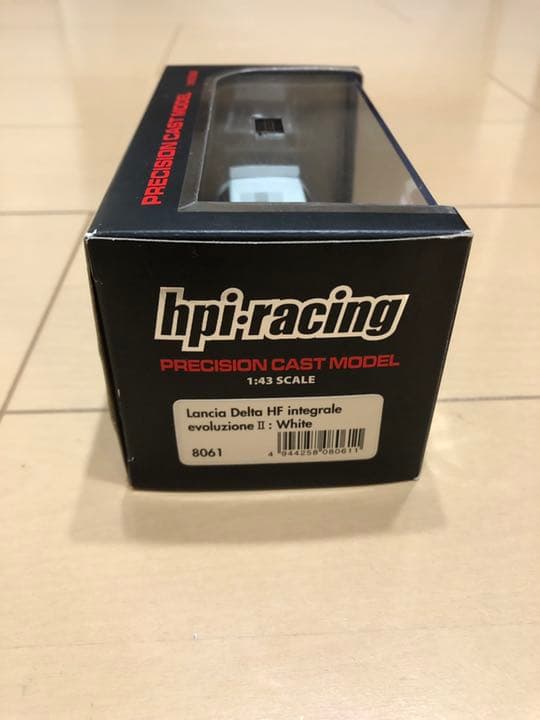 PRECISION CAST MODEL
hpi·racing
PRECISION CAST MODEL
1:43 SCALE
Lancia Delta HF integrale
evoluzione II : White
8061
4 944258 080611